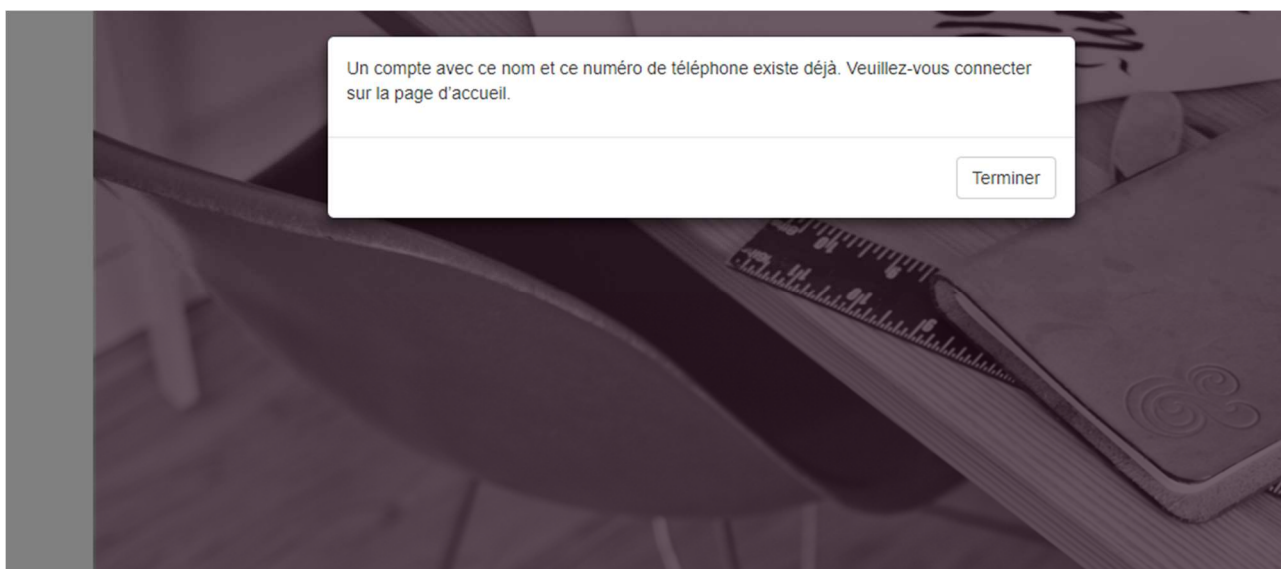 Un compte avec ce nom et ce numéro de téléphone existe déjà. Veuillez-vous connecter
sur la page d’accueil.
Terminer